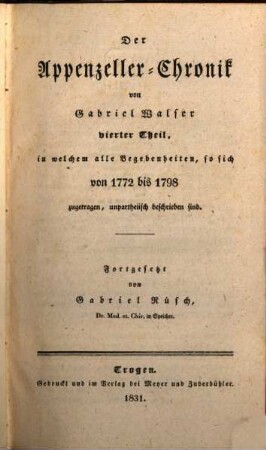 Der
Appenzeller-Chronik
von
Gabriel Walser
vierter Theil,
in welchem alle Begebenheiten, so sich
von 1772 bis 1798
zugetragen, unpartheiisch beschrieben sind.
Fortgesetzt
von
Gabriel Rüsch,
Dr. Med. et. Chir. in Speicher.
Trogen.
Gedruckt und im Verlag bei Meyer und Zuberbühler.
1831.